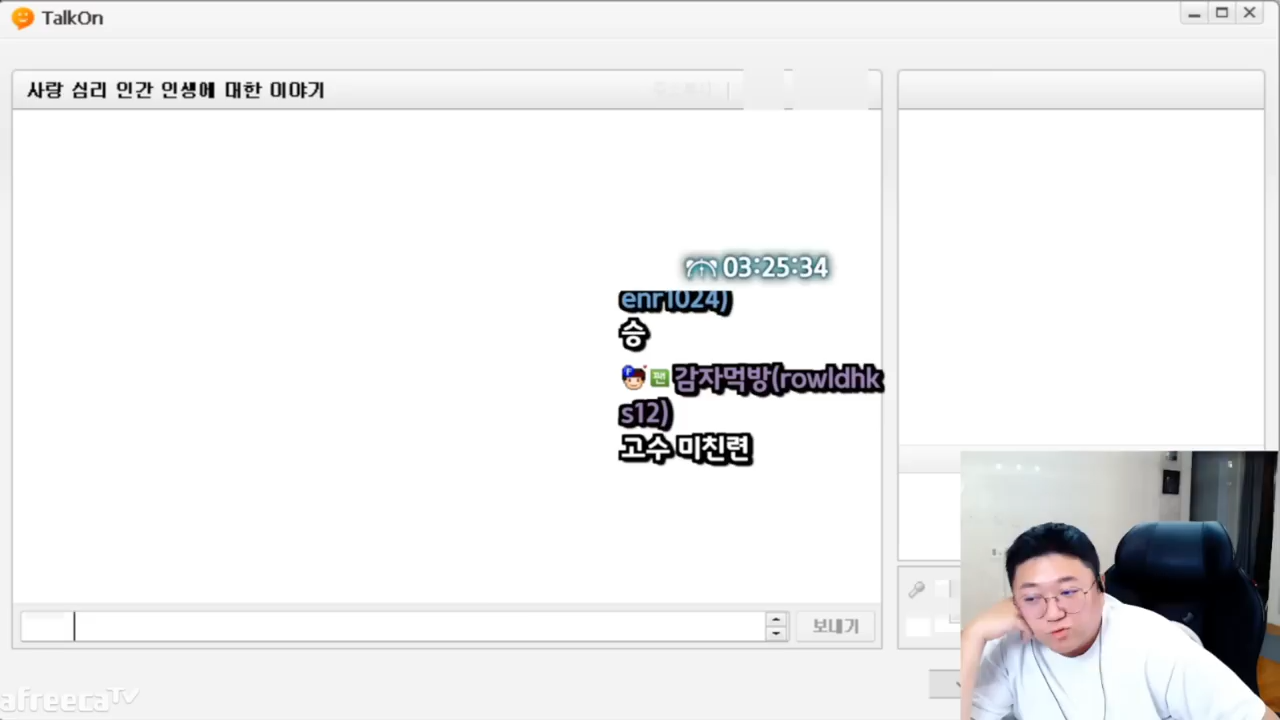 TalkOn
사랑 심리 인간 인생에 대한 이야기
03:25:34
enr1024)
승
팬 감자먹방(rowldhk
s12)
고수 미친련
보내기
afreecaTV